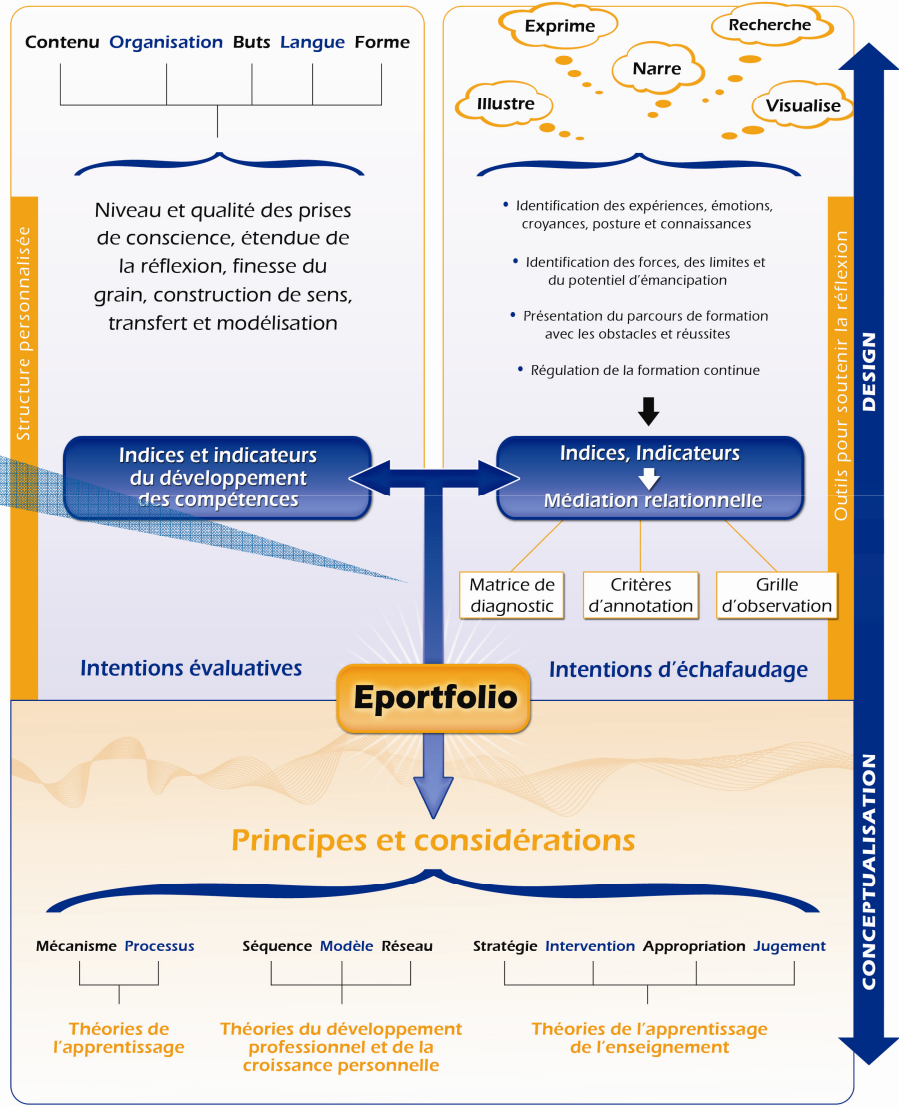 Contenu Organisation Buts Langue Forme
Niveau et qualité des prises
de conscience, étendue de
la réflexion, finesse du
grain, construction de sens,
transfert et modélisation
Structure personnalisée
Indices et indicateurs
du développement
des compétences
Intentions évaluatives
Exprime
Recherche
Narre
Illustre
Visualise
• Identification des expériences, émotions,
croyances, posture et connaissances
• Identification des forces, des limites et
du potentiel d'émancipation
• Présentation du parcours de formation
avec les obstacles et réussites
• Régulation de la formation continue
Outils pour soutenir la réflexion
Indices, Indicateurs
Médiation relationnelle
Matrice de
diagnostic
Critères
d'annotation
Grille
d'observation
Intentions d'échafaudage
DESIGN
Eportfolio
CONCEPTUALISATION
Principes et considérations
Mécanisme Processus
Théories de
l'apprentissage
Séquence Modèle Réseau
Théories du développement
professionnel et de la
croissance personnelle
Stratégie Intervention Appropriation Jugement
Théories de l'apprentissage
de l'enseignement